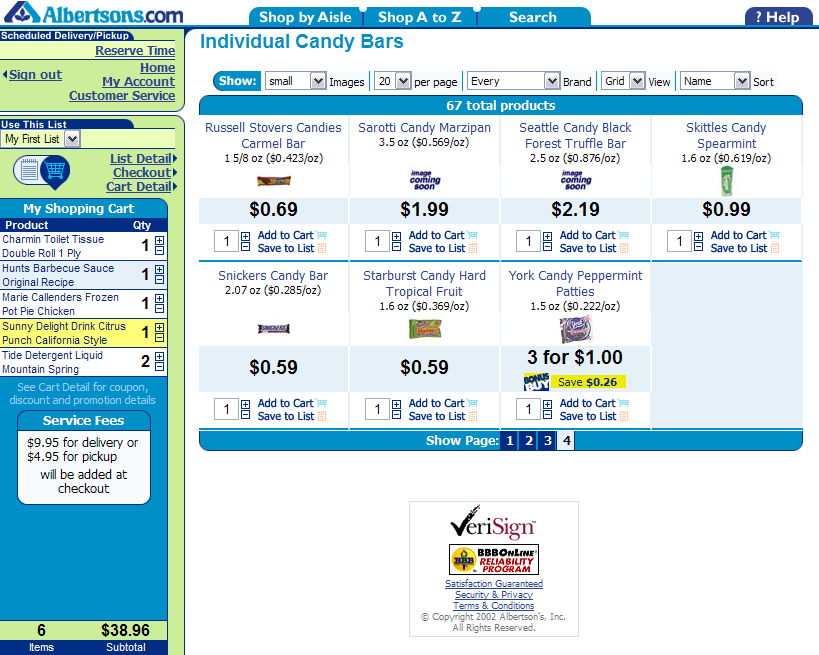 Albertsons.com
Shop by Aisle
Shop A to Z
Search
? Help
Scheduled Delivery/Pickup
Reserve Time
Home
Sign out
My Account
Customer Service
Use This List
My First List
List Detail
Checkout
Cart Detail
My Shopping Cart
Product Qty
Charmin Toilet Tissue
Double Roll 1 Ply
1
Hunts Barbecue Sauce
Original Recipe
1
Marie Callenders Frozen
Pot Pie Chicken
1
Sunny Delight Drink Citrus
Punch California Style
1
Tide Detergent Liquid
Mountain Spring
2
See Cart Detail for coupon,
discount and promotion details
Service Fees
$9.95 for delivery or
$4.95 for pickup
will be added at
checkout
6 $38.96
Items Subtotal
Individual Candy Bars
Show: small Images 20 per page Every Brand Grid View Name Sort
67 total products
Russell Stovers Candies
Carmel Bar
1 5/8 oz ($0.423/oz)
$0.69
1 Add to Cart
Save to List
Sarotti Candy Marzipan
3.5 oz ($0.569/oz)
image
coming
soon
$1.99
1 Add to Cart
Save to List
Seattle Candy Black
Forest Truffle Bar
2.5 oz ($0.876/oz)
image
coming
soon
$2.19
1 Add to Cart
Save to List
Skittles Candy
Spearmint
1.6 oz ($0.619/oz)
$0.99
1 Add to Cart
Save to List
Snickers Candy Bar
2.07 oz ($0.285/oz)
SNICKERS
$0.59
1 Add to Cart
Save to List
Starburst Candy Hard
Tropical Fruit
1.6 oz ($0.369/oz)
$0.59
1 Add to Cart
Save to List
York Candy Peppermint
Patties
1.5 oz ($0.222/oz)
York
3 for $1.00
BONUS
BUY
Save $0.26
1 Add to Cart
Save to List
Show Page: 1 2 3 4
VeriSign
BBB
BBBOnLine
RELIABILITY
PROGRAM
Satisfaction Guaranteed
Security & Privacy
Terms & Conditions
© Copyright 2002 Albertson's, Inc.
All Rights Reserved.